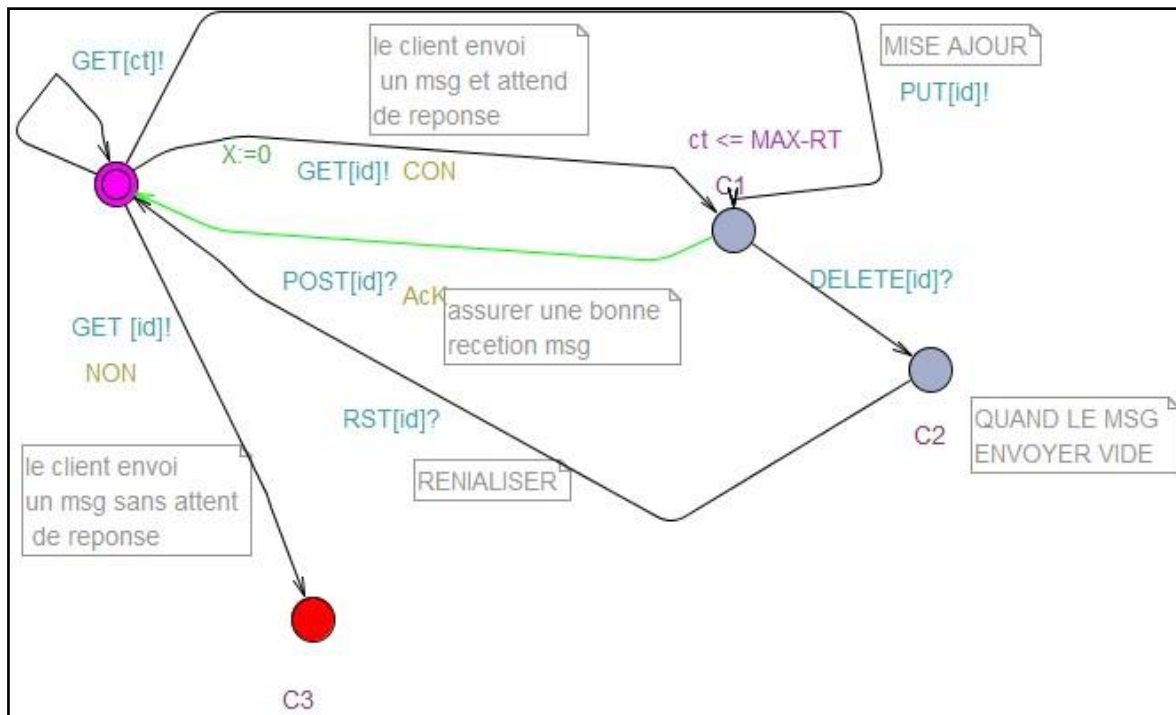 GET[ct]!
le client envoi
un msg et attend
de reponse
MISE AJOUR
PUT[id]!
ct <= MAX-RT
X:=0
GET[id]! CON
C1
POST[id]? AcK
DELETE[id]?
assurer une bonne
recetion msg
GET [id]!
NON
RST[id]?
C2
QUAND LE MSG
ENVOYER VIDE
RENIALISER
le client envoi
un msg sans attent
de reponse
C3